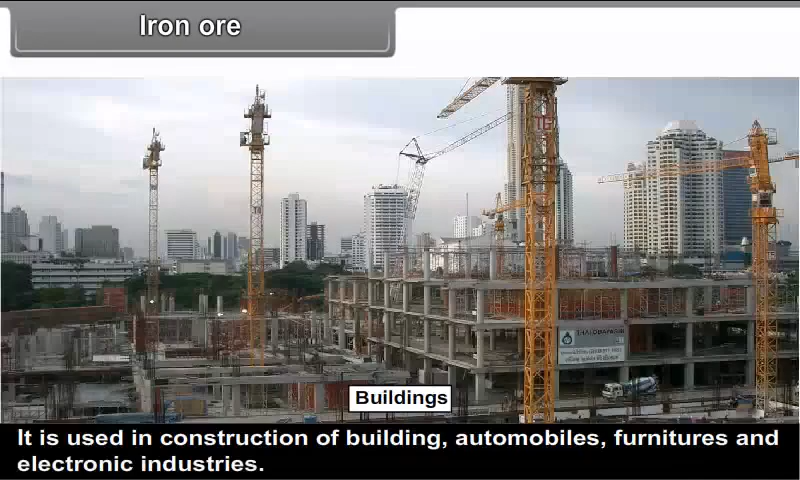 Iron ore
Buildings
It is used in construction of building, automobiles, furnitures and
electronic industries.